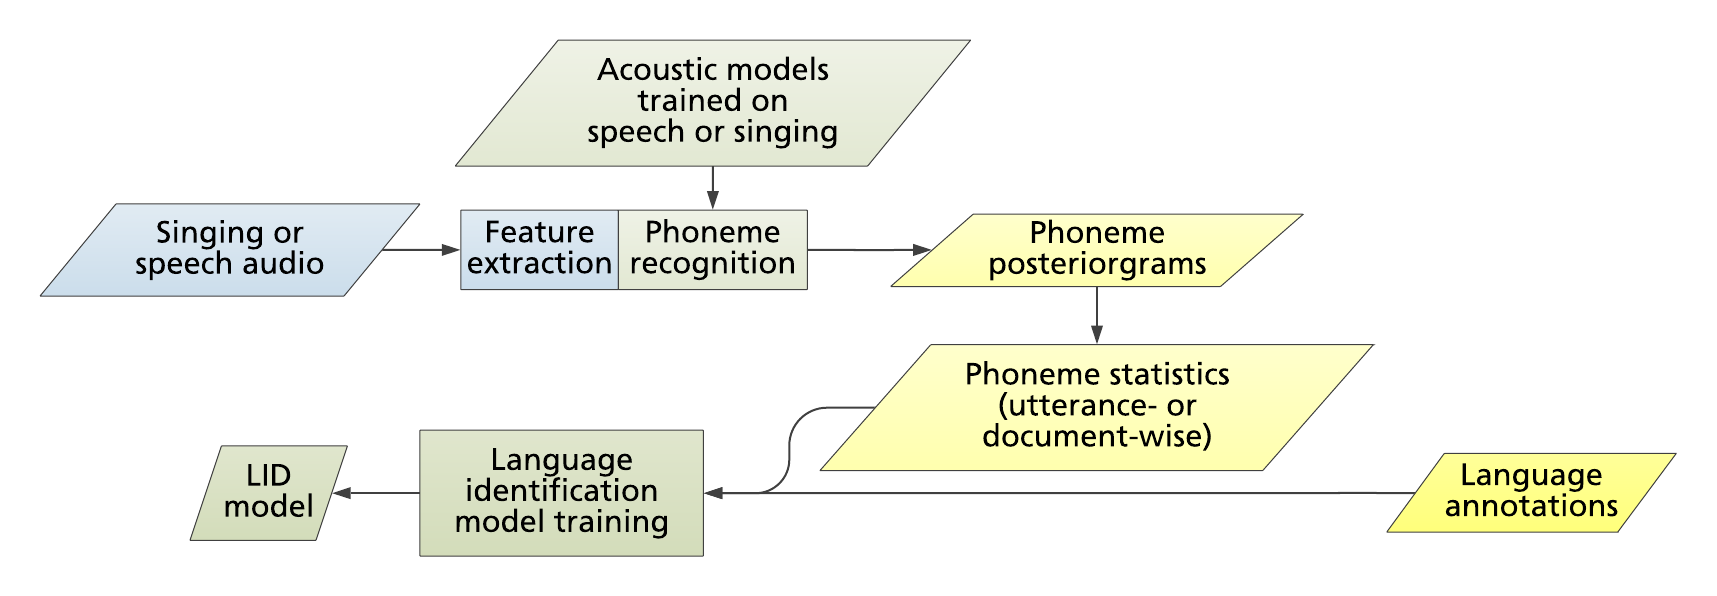 Acoustic models
trained on
speech or singing
Singing or
speech audio
Feature
extraction
Phoneme
recognition
Phoneme
posteriorgrams
Phoneme statistics
(utterance- or
document-wise)
LID
model
Language
identification
model training
Language
annotations